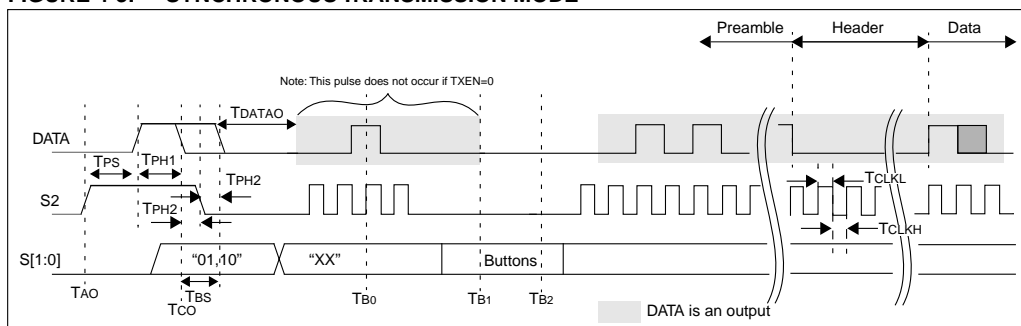 FIGURE 4-3: SYNCHRONOUS TRANSMISSION MODE
Preamble Header Data
Note: This pulse does not occur if TXEN=0
TDATAO
DATA
TPS TPH1
TPH2
TCLKL
S2
TPH2
TCLKH
S[1:0] "01,10" "XX" Buttons
TAO TBS TB0 TB1 TB2
TCO
DATA is an output